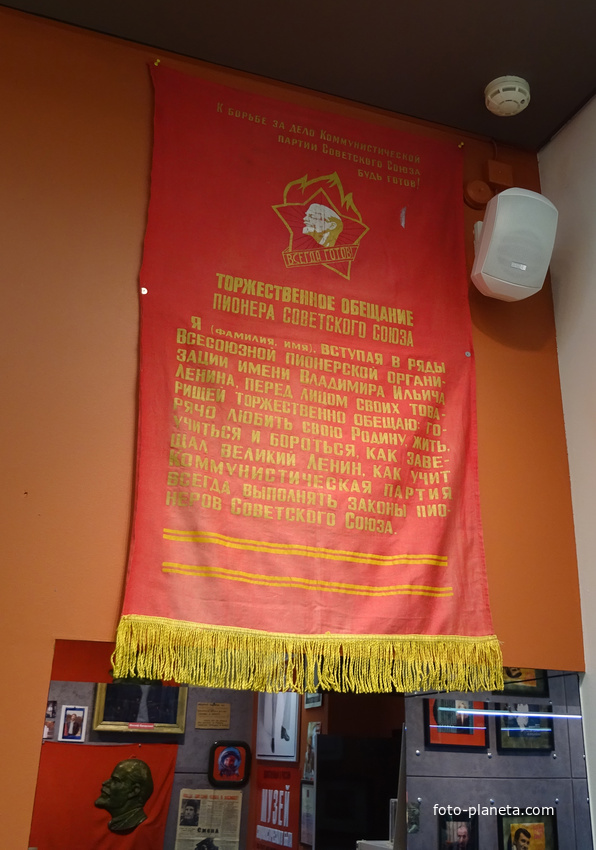 К борьбе за дело Коммунистической
партии Советского Союза
будь готов!
ВСЕГДА ГОТОВ!
ТОРЖЕСТВЕННОЕ ОБЕЩАНИЕ
ПИОНЕРА СОВЕТСКОГО СОЮЗА
Я (фамилия, имя), вступая в ряды
Всесоюзной пионерской органи-
зации имени Владимира Ильича
Ленина, перед лицом своих това-
рищей торжественно обещаю: го-
рячо любить свою Родину, жить,
учиться и бороться, как заве-
щал великий Ленин, как учит
Коммунистическая партия
всегда выполнять законы пио-
неров Советского Союза.
МУЗЕЙ
Смена
foto-planeta.com